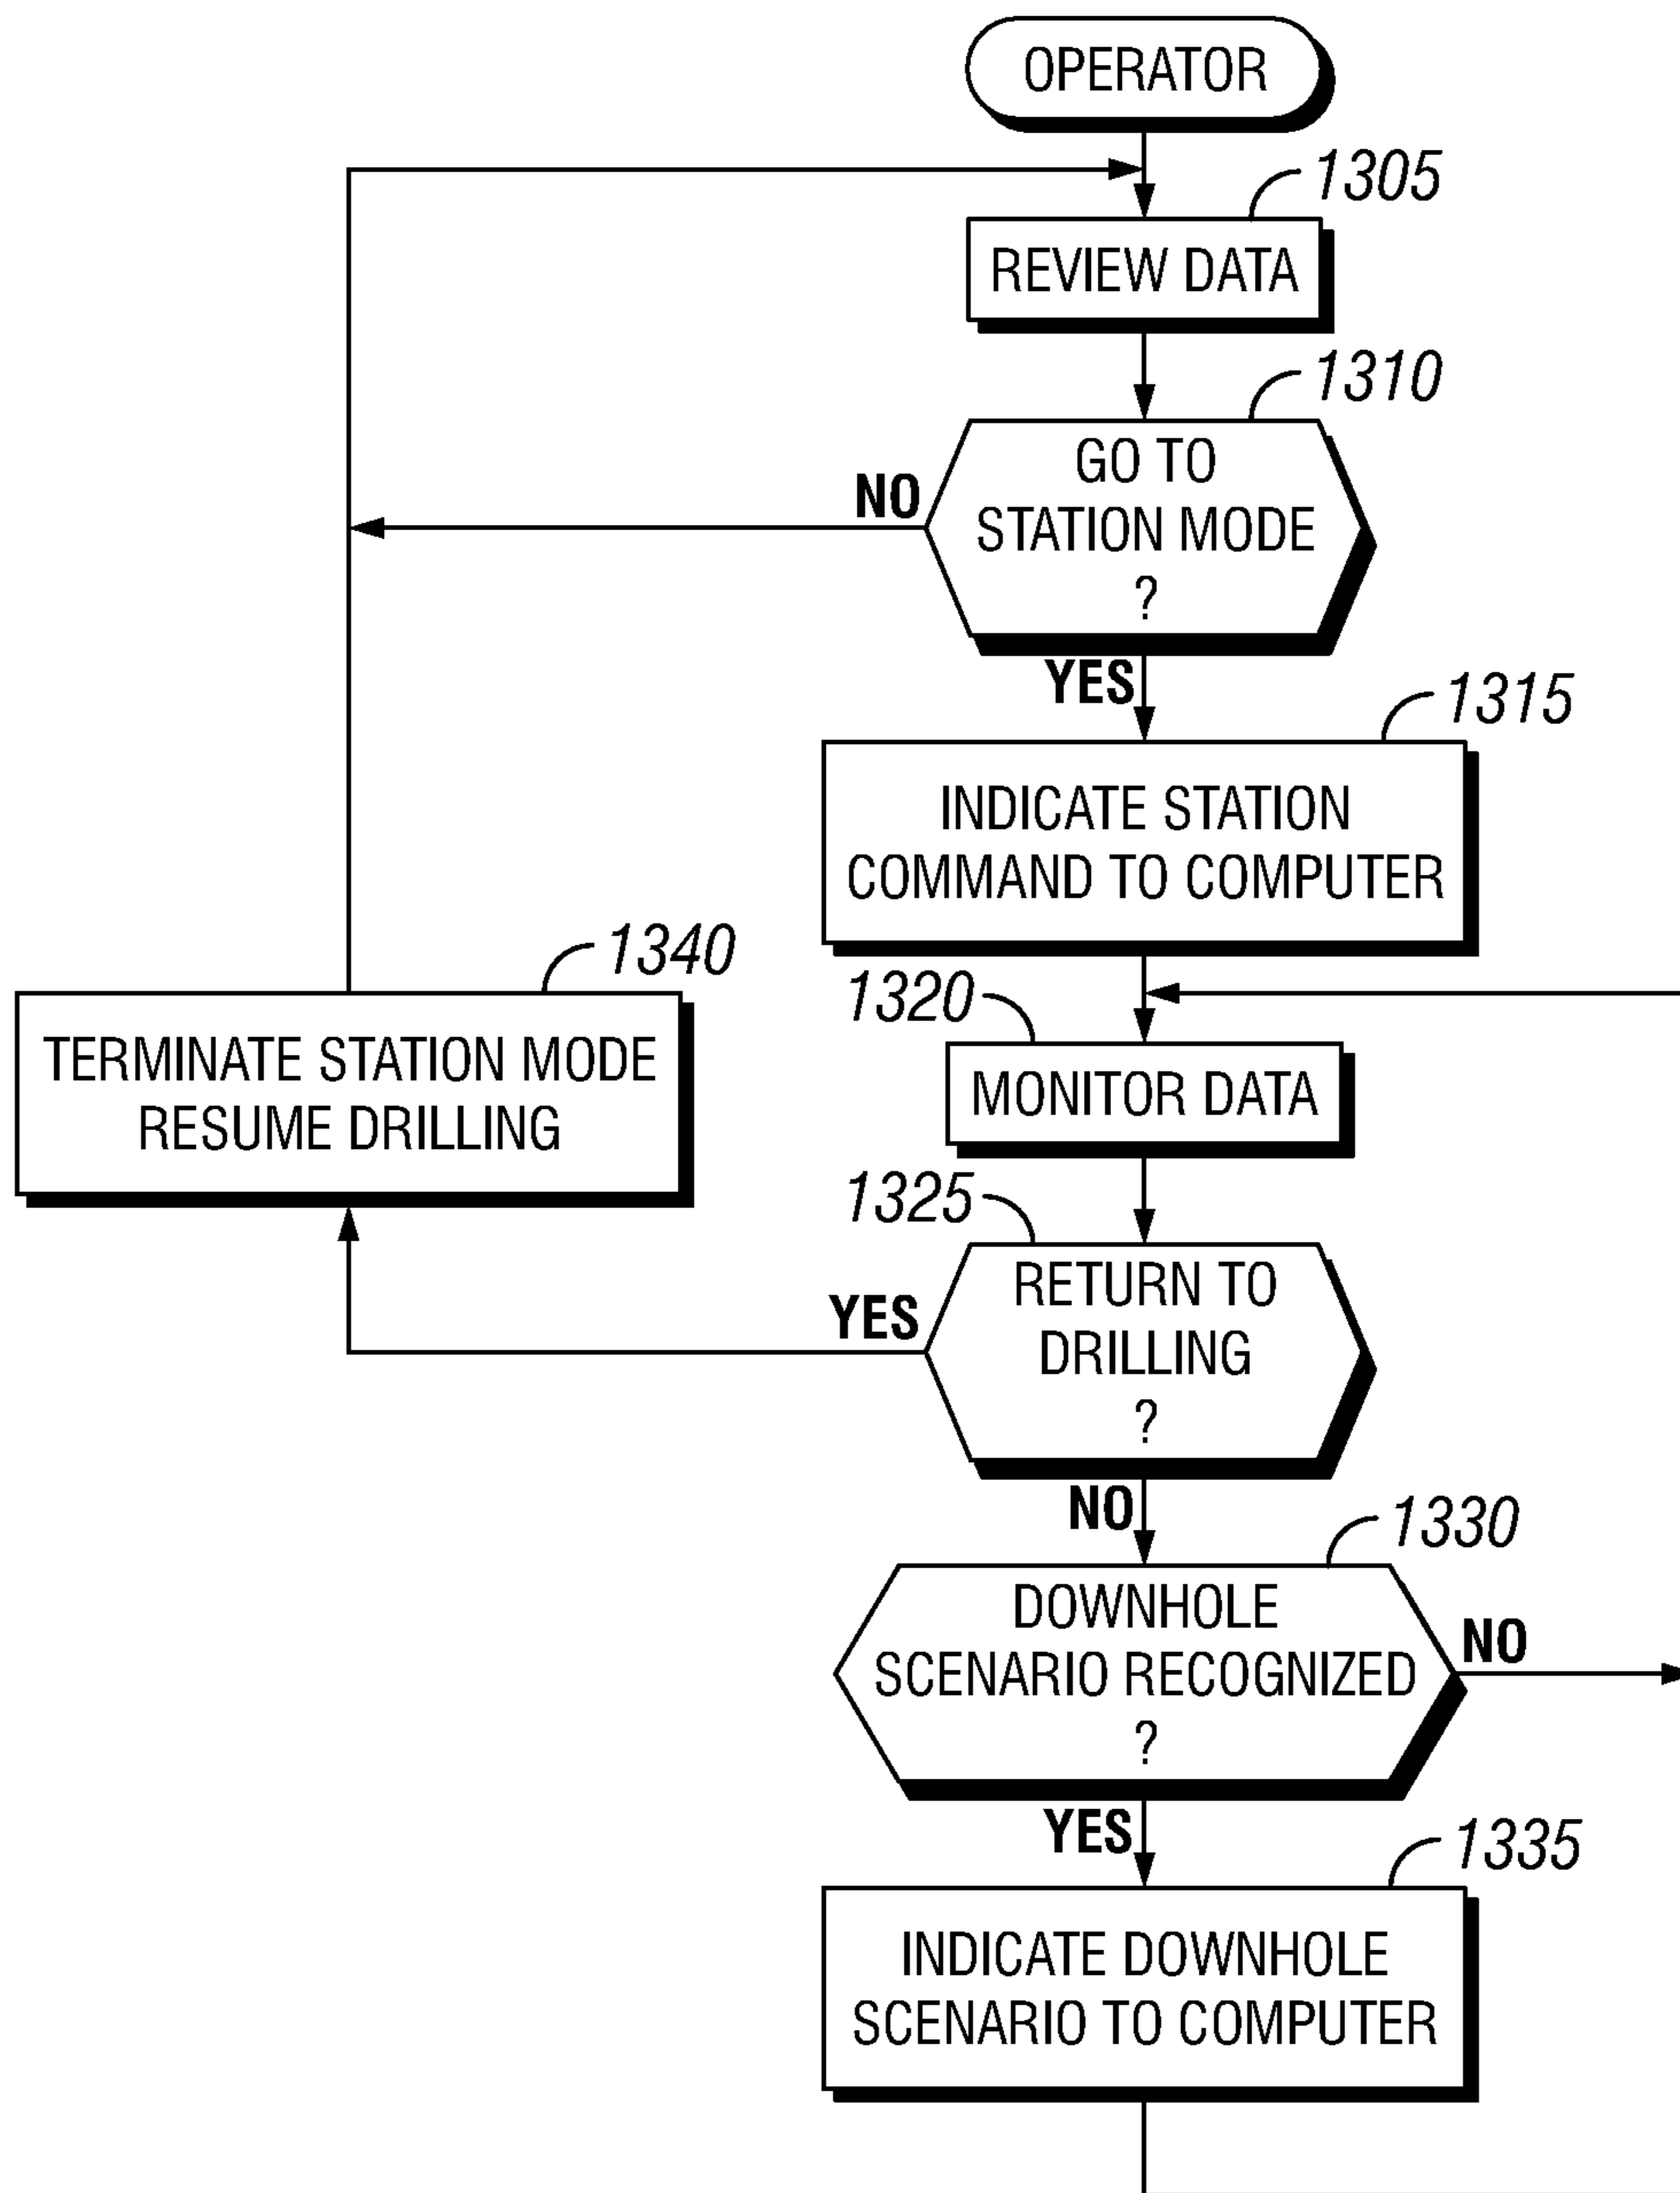 OPERATOR
1305
REVIEW DATA
1310
GO TO
STATION MODE
?
NO
YES
1315
INDICATE STATION
COMMAND TO COMPUTER
1340
TERMINATE STATION MODE
RESUME DRILLING
1320
MONITOR DATA
1325
RETURN TO
DRILLING
?
YES
NO
1330
DOWNHOLE
SCENARIO RECOGNIZED
?
NO
YES
1335
INDICATE DOWNHOLE
SCENARIO TO COMPUTER